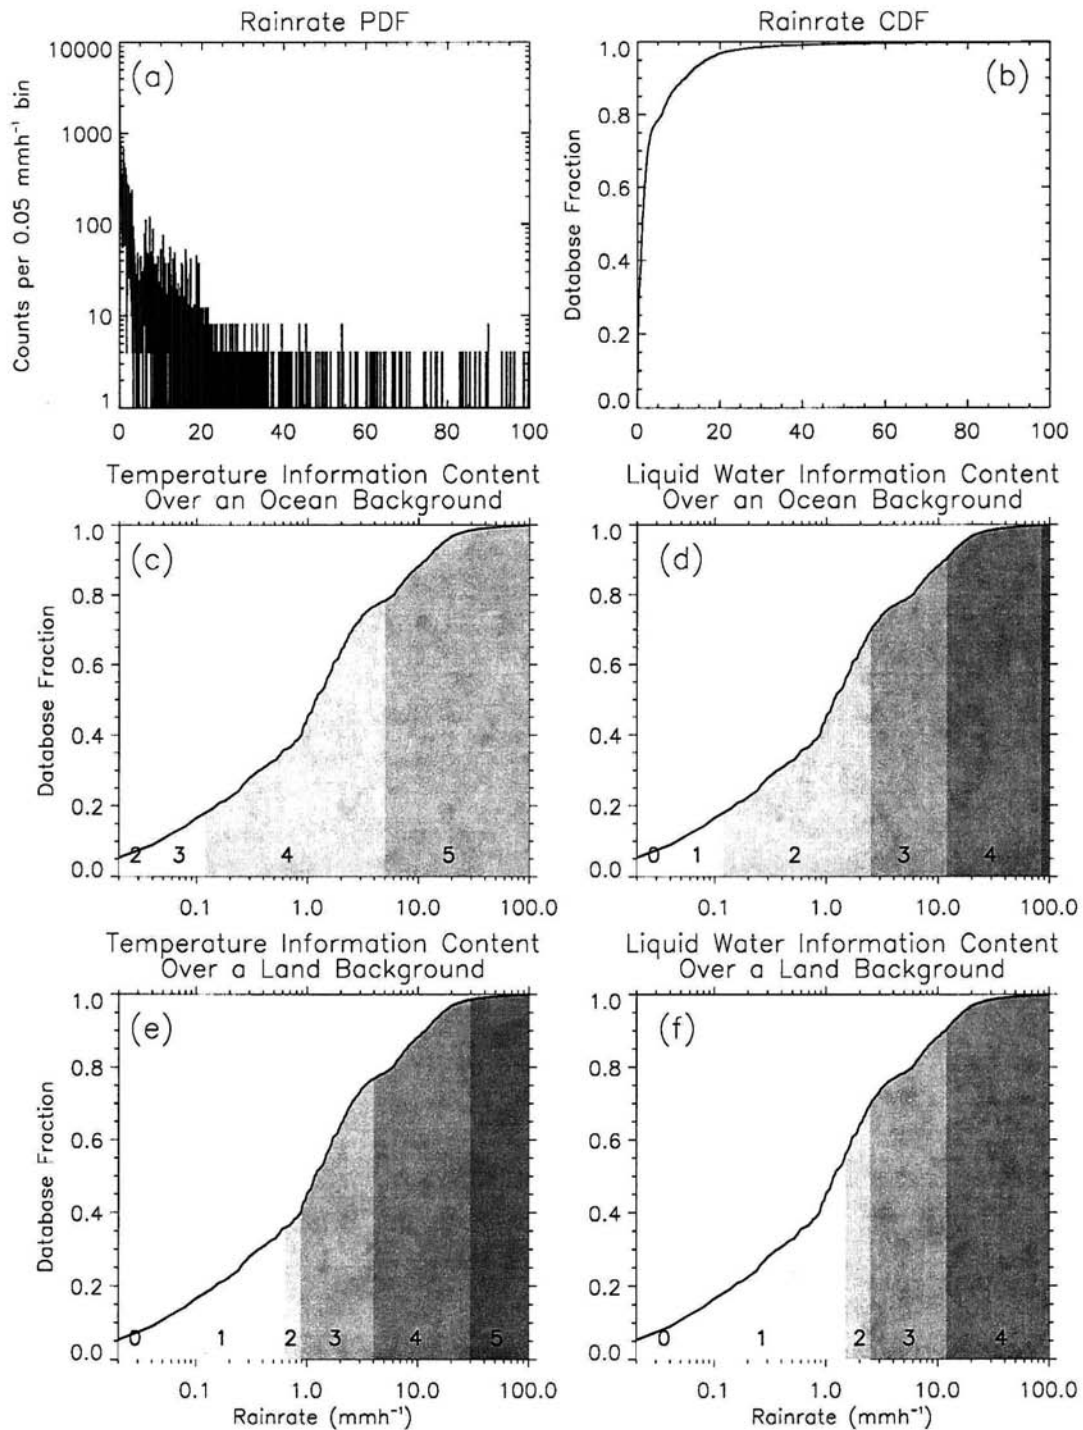 Rainrate PDF
Rainrate CDF
(a)
(b)
Counts per 0.05 mmh⁻¹ bin
10000
1000
100
10
1
0 20 40 60 80 100
Database Fraction
1.0
0.8
0.6
0.4
0.2
0.0
0 20 40 60 80 100
Temperature Information Content
Over an Ocean Background
Liquid Water Information Content
Over an Ocean Background
(c)
(d)
Database Fraction
1.0
0.8
0.6
0.4
0.2
0.0
2 3 4 5
0.1 1.0 10.0 100.0
1.0
0.8
0.6
0.4
0.2
0.0
0 1 2 3 4
0.1 1.0 10.0 100.0
Temperature Information Content
Over a Land Background
Liquid Water Information Content
Over a Land Background
(e)
(f)
Database Fraction
1.0
0.8
0.6
0.4
0.2
0.0
0 1 2 3 4 5
0.1 1.0 10.0 100.0
Rainrate (mmh⁻¹)
1.0
0.8
0.6
0.4
0.2
0.0
0 1 2 3 4
0.1 1.0 10.0 100.0
Rainrate (mmh⁻¹)